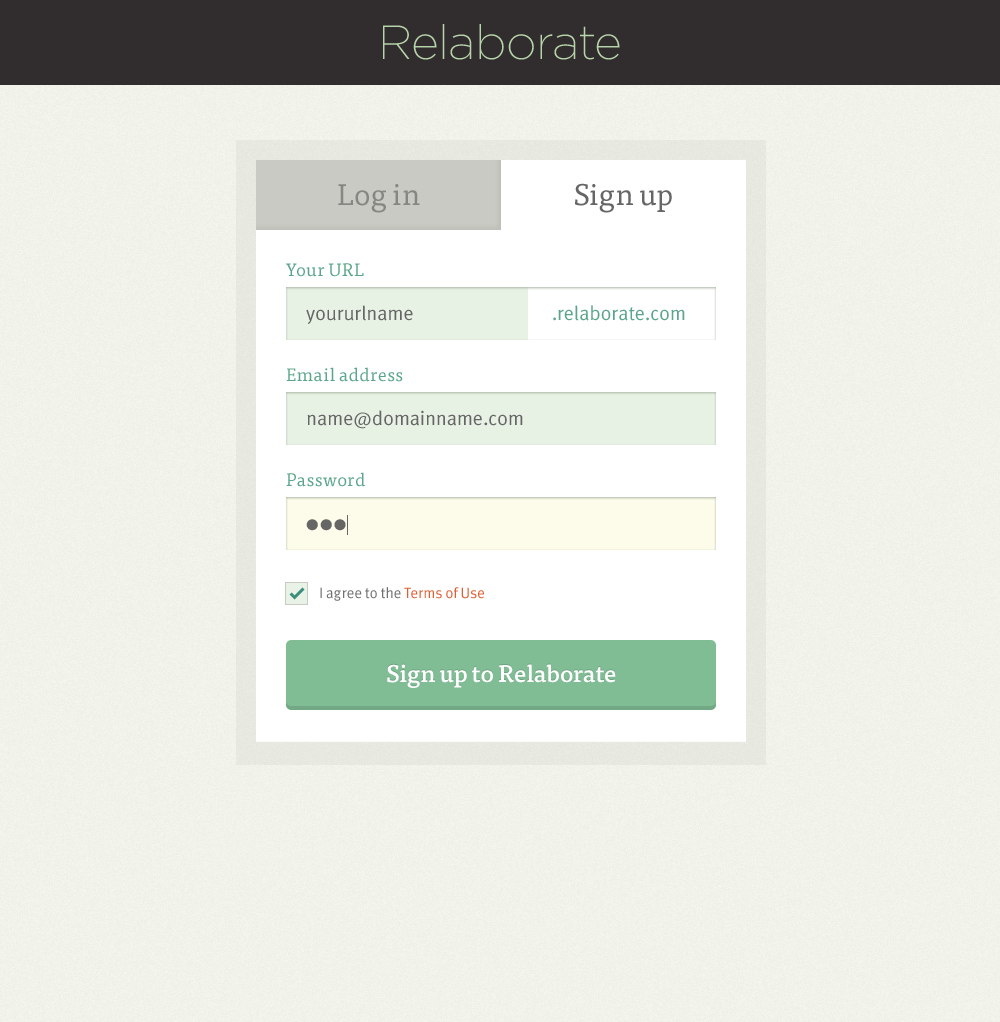 Relaborate
Log in
Sign up
Your URL
yoururlname
.relaborate.com
Email address
name@domainname.com
Password
●●●
I agree to the Terms of Use
Sign up to Relaborate